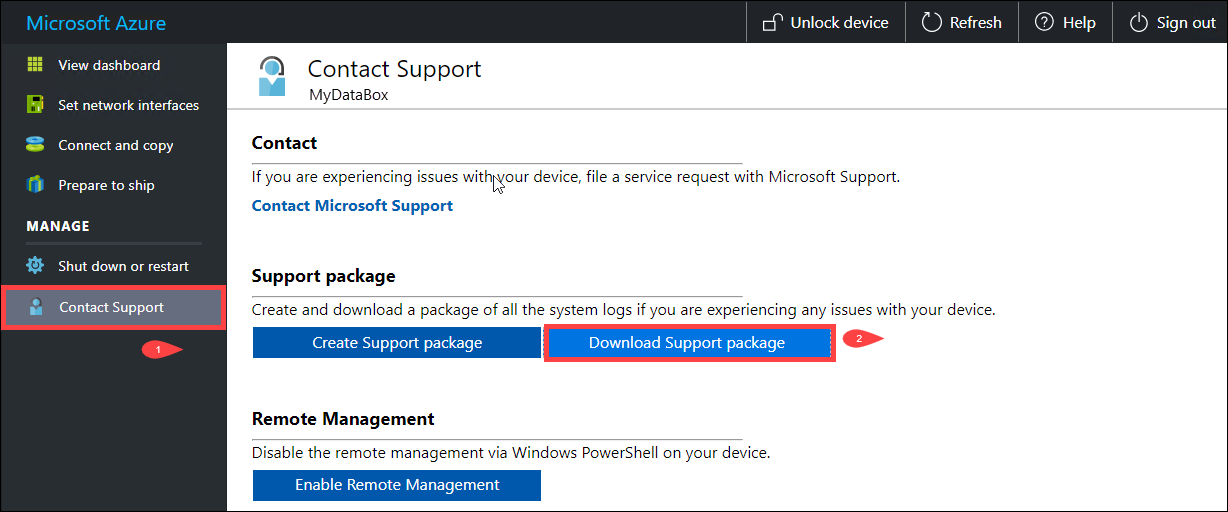 Microsoft Azure
Unlock device
Refresh
Help
Sign out
View dashboard
Set network interfaces
Connect and copy
Prepare to ship
MANAGE
Shut down or restart
Contact Support
1
Contact Support
MyDataBox
Contact
If you are experiencing issues with your device, file a service request with Microsoft Support.
Contact Microsoft Support
Support package
Create and download a package of all the system logs if you are experiencing any issues with your device.
Create Support package
Download Support package
2
Remote Management
Disable the remote management via Windows PowerShell on your device.
Enable Remote Management